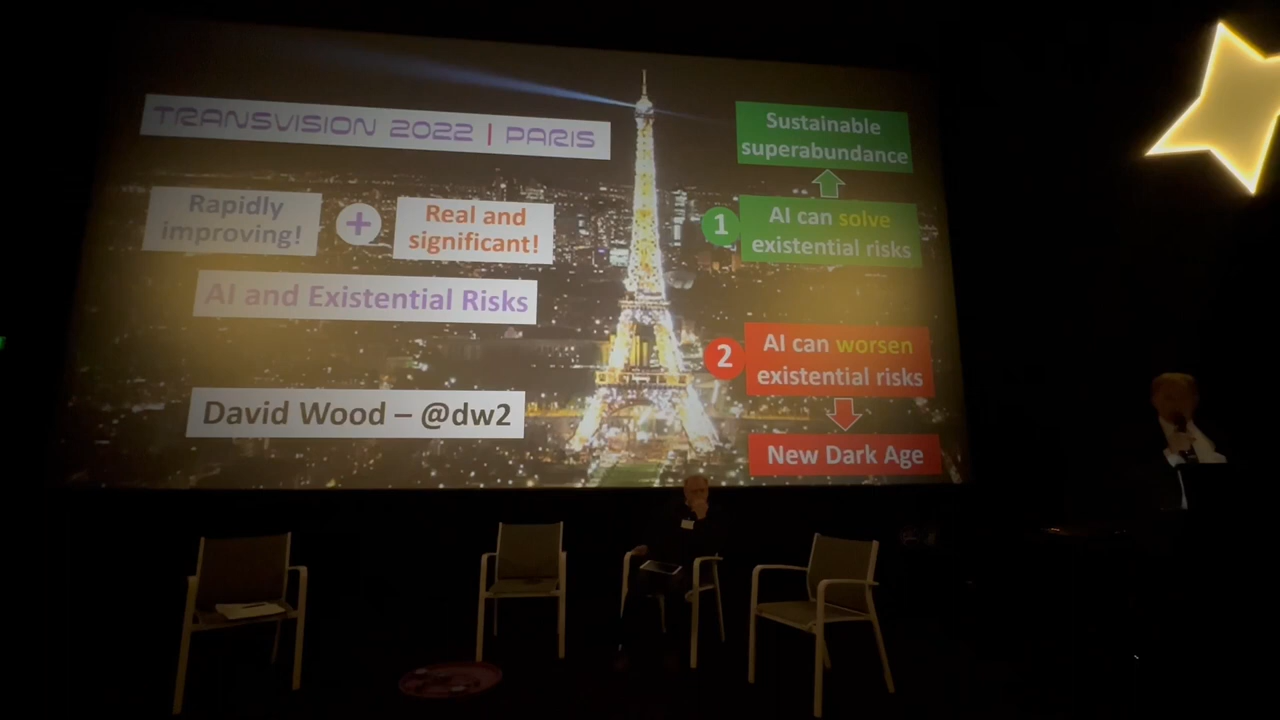 TRANSVISION 2022 | PARIS
Rapidly
improving!
+
Real and
significant!
AI and Existential Risks
David Wood – @dw2
Sustainable
superabundance
1
AI can solve
existential risks
2
AI can worsen
existential risks
New Dark Age